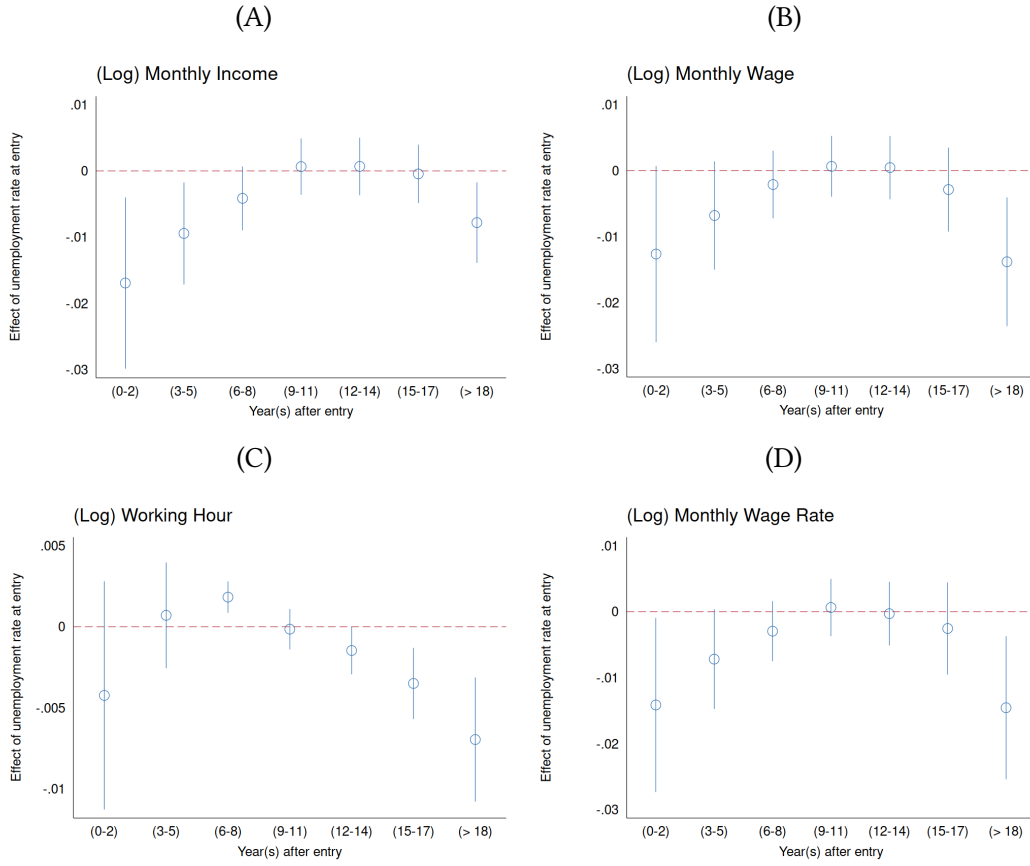 (A)
(Log) Monthly Income
Effect of unemployment rate at entry
.01
0
-.01
-.02
-.03
(0-2) (3-5) (6-8) (9-11) (12-14) (15-17) (> 18)
Year(s) after entry
(B)
(Log) Monthly Wage
Effect of unemployment rate at entry
.01
0
-.01
-.02
-.03
(0-2) (3-5) (6-8) (9-11) (12-14) (15-17) (> 18)
Year(s) after entry
(C)
(Log) Working Hour
Effect of unemployment rate at entry
.005
0
-.005
-.01
(0-2) (3-5) (6-8) (9-11) (12-14) (15-17) (> 18)
Year(s) after entry
(D)
(Log) Monthly Wage Rate
Effect of unemployment rate at entry
.01
0
-.01
-.02
-.03
(0-2) (3-5) (6-8) (9-11) (12-14) (15-17) (> 18)
Year(s) after entry